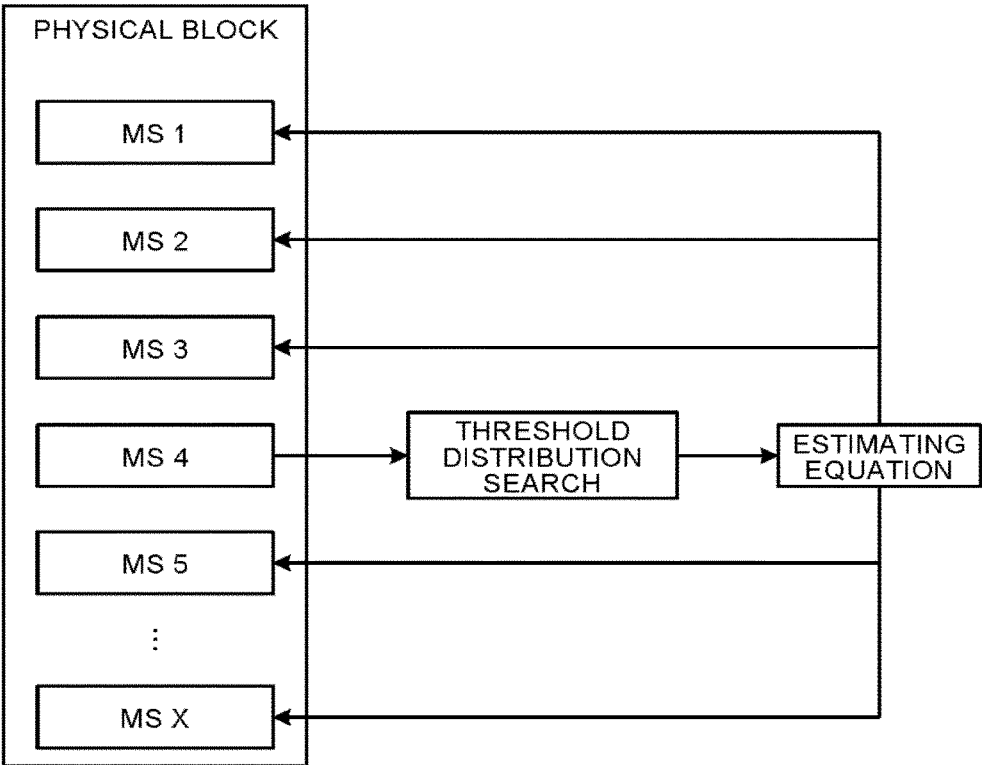 PHYSICAL BLOCK
MS 1
MS 2
MS 3
MS 4
THRESHOLD
DISTRIBUTION
SEARCH
ESTIMATING
EQUATION
MS 5
⋮
MS X